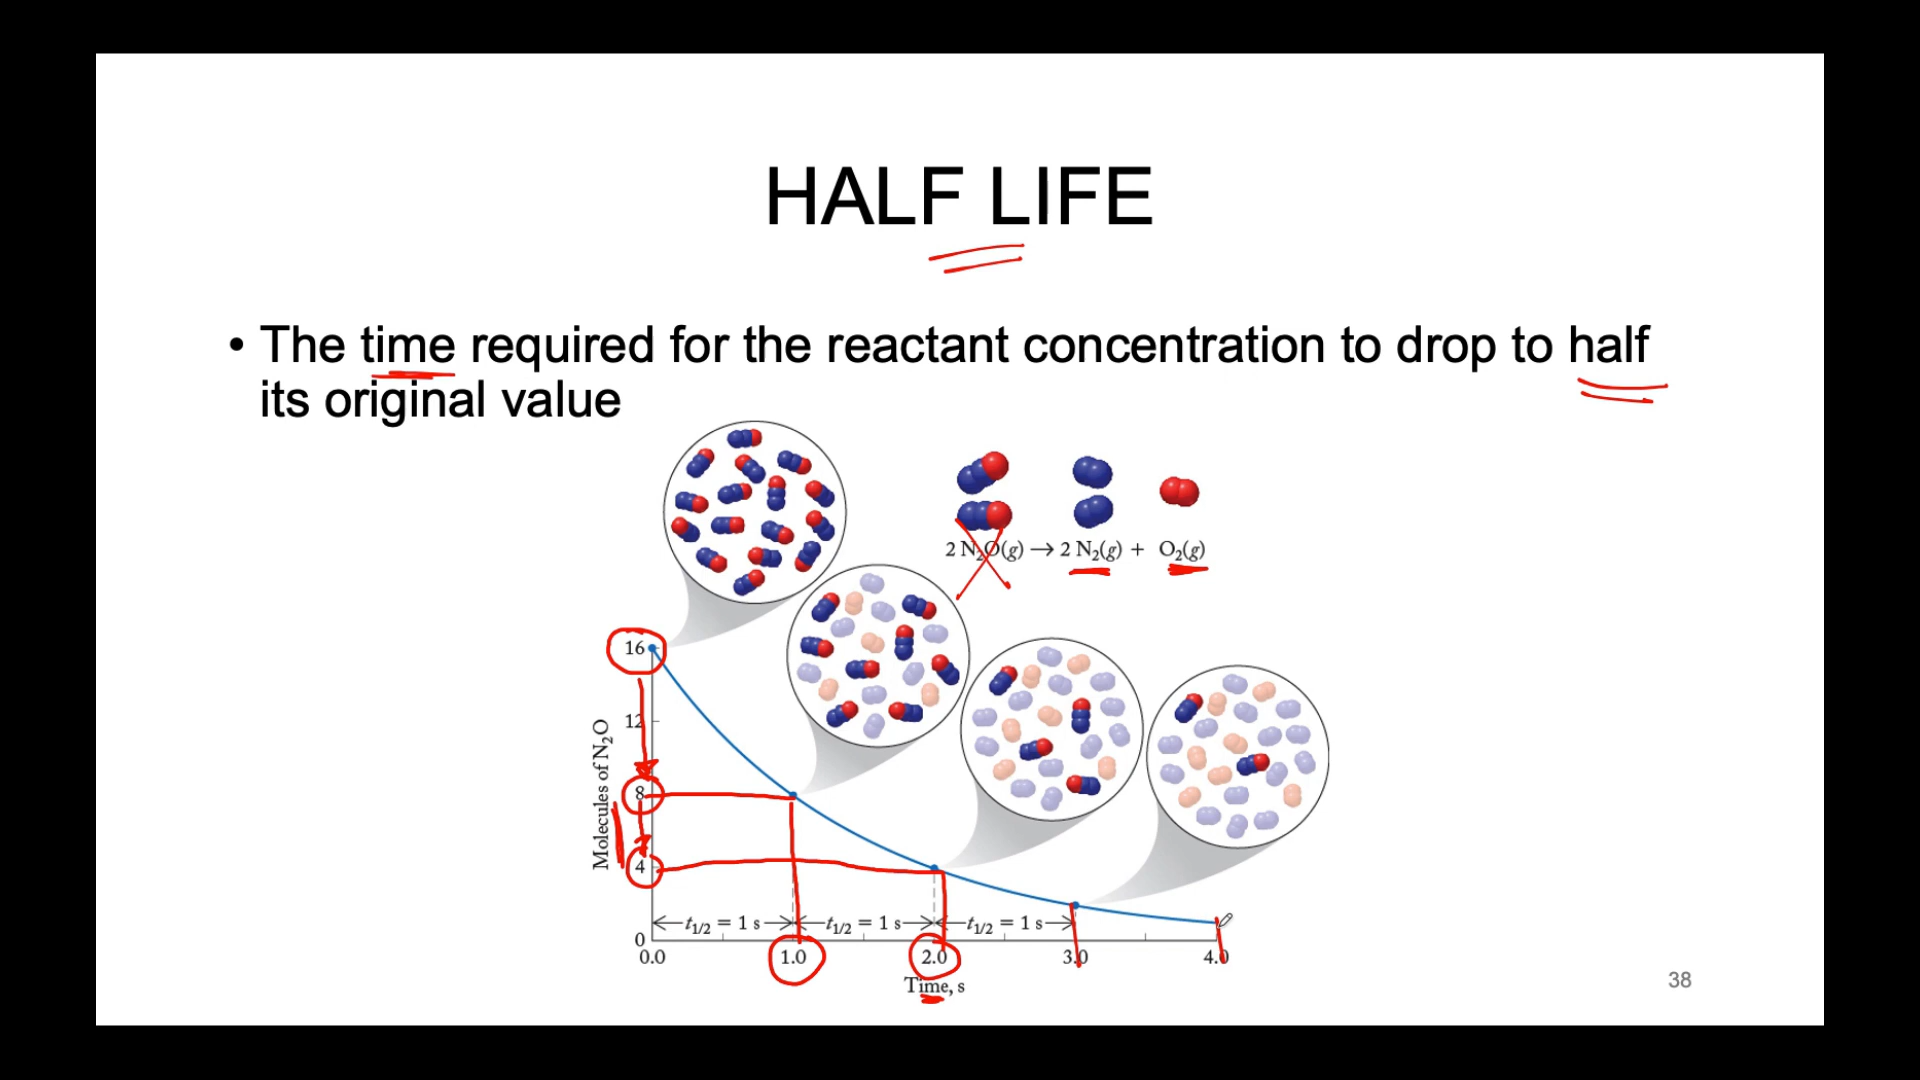 HALF LIFE
• The time required for the reactant concentration to drop to half
its original value
2 N₂O(g) → 2 N₂(g) + O₂(g)
16
12
8
4
0
Molecules of N₂O
t₁/₂ = 1 s
t₁/₂ = 1 s
t₁/₂ = 1 s
0.0 1.0 2.0 3.0 4.0
Time, s
38